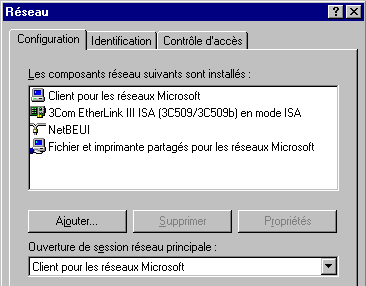 Réseau
Configuration Identification Contrôle d'accès
Les composants réseau suivants sont installés :
Client pour les réseaux Microsoft
3Com EtherLink III ISA (3C509/3C509b) en mode ISA
NetBEUI
Fichier et imprimante partagés pour les réseaux Microsoft
Ajouter... Supprimer Propriétés
Ouverture de session réseau principale :
Client pour les réseaux Microsoft